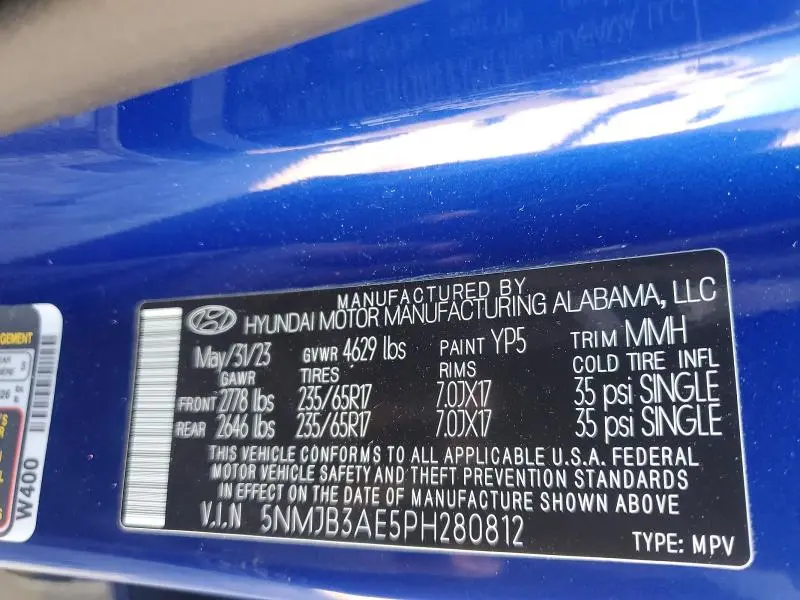 MANUFACTURED BY
HYUNDAI MOTOR MANUFACTURING ALABAMA, LLC
May/31/23 GVWR 4629 lbs PAINT YP5 TRIM MMH
GAWR TIRES RIMS COLD TIRE INFL
FRONT 2778 lbs 235/65R17 7.0JX17 35 psi SINGLE
REAR 2646 lbs 235/65R17 7.0JX17 35 psi SINGLE
THIS VEHICLE CONFORMS TO ALL APPLICABLE U.S.A. FEDERAL
MOTOR VEHICLE SAFETY AND THEFT PREVENTION STANDARDS
IN EFFECT ON THE DATE OF MANUFACTURE SHOWN ABOVE
V.I.N 5NMJB3AE5PH280812
TYPE: MPV
W400